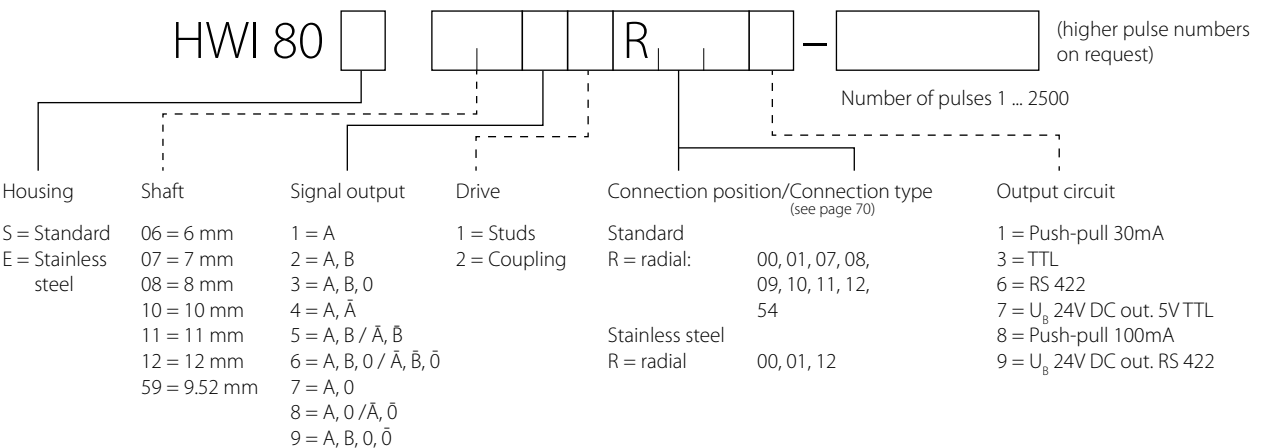 HWI 80 R –
(higher pulse numbers
on request)
Number of pulses 1 ... 2500
Housing
S = Standard
E = Stainless
steel
Shaft
06 = 6 mm
07 = 7 mm
08 = 8 mm
10 = 10 mm
11 = 11 mm
12 = 12 mm
59 = 9.52 mm
Signal output
1 = A
2 = A, B
3 = A, B, 0
4 = A, Ā
5 = A, B / Ā, B̄
6 = A, B, 0 / Ā, B̄, 0̄
7 = A, 0
8 = A, 0 /Ā, 0̄
9 = A, B, 0, 0̄
Drive
1 = Studs
2 = Coupling
Connection position/Connection type
(see page 70)
Standard
R = radial: 00, 01, 07, 08,
09, 10, 11, 12,
54
Stainless steel
R = radial 00, 01, 12
Output circuit
1 = Push-pull 30mA
3 = TTL
6 = RS 422
7 = U_B 24V DC out. 5V TTL
8 = Push-pull 100mA
9 = U_B 24V DC out. RS 422